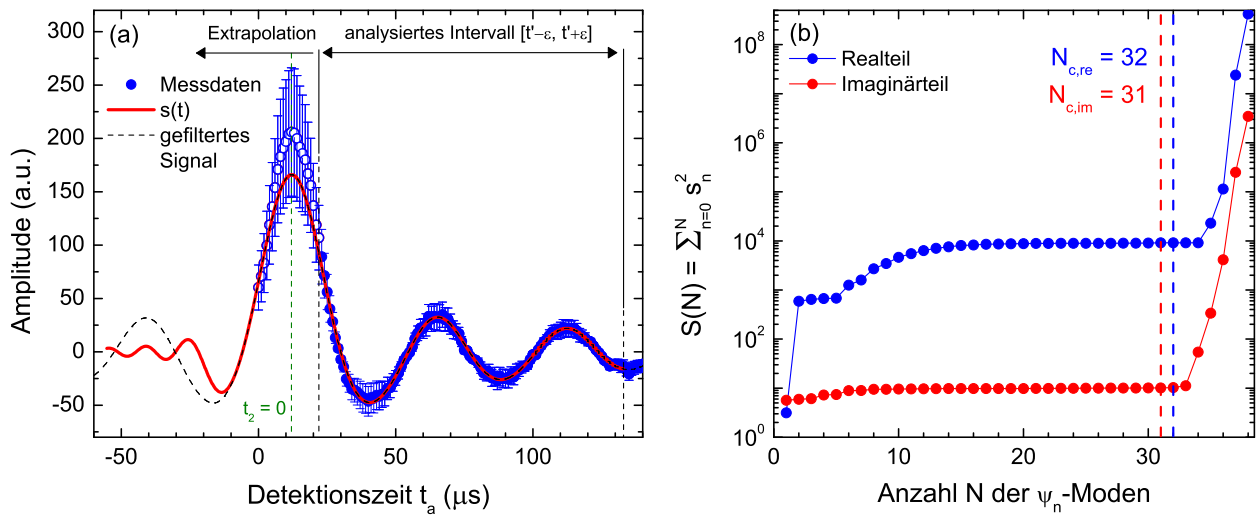 (a)
Extrapolation
analysiertes Intervall [t'−ε, t'+ε]
Messdaten
s(t)
gefiltertes
Signal
t₂ = 0
Amplitude (a.u.)
300
250
200
150
100
50
0
-50
-50
0
50
100
Detektionszeit tₐ (μs)
(b)
Realteil
Imaginärteil
N_c,re = 32
N_c,im = 31
S(N) = Σᴺₙ₌₀ sₙ²
10⁸
10⁶
10⁴
10²
10⁰
0
10
20
30
Anzahl N der ψₙ-Moden